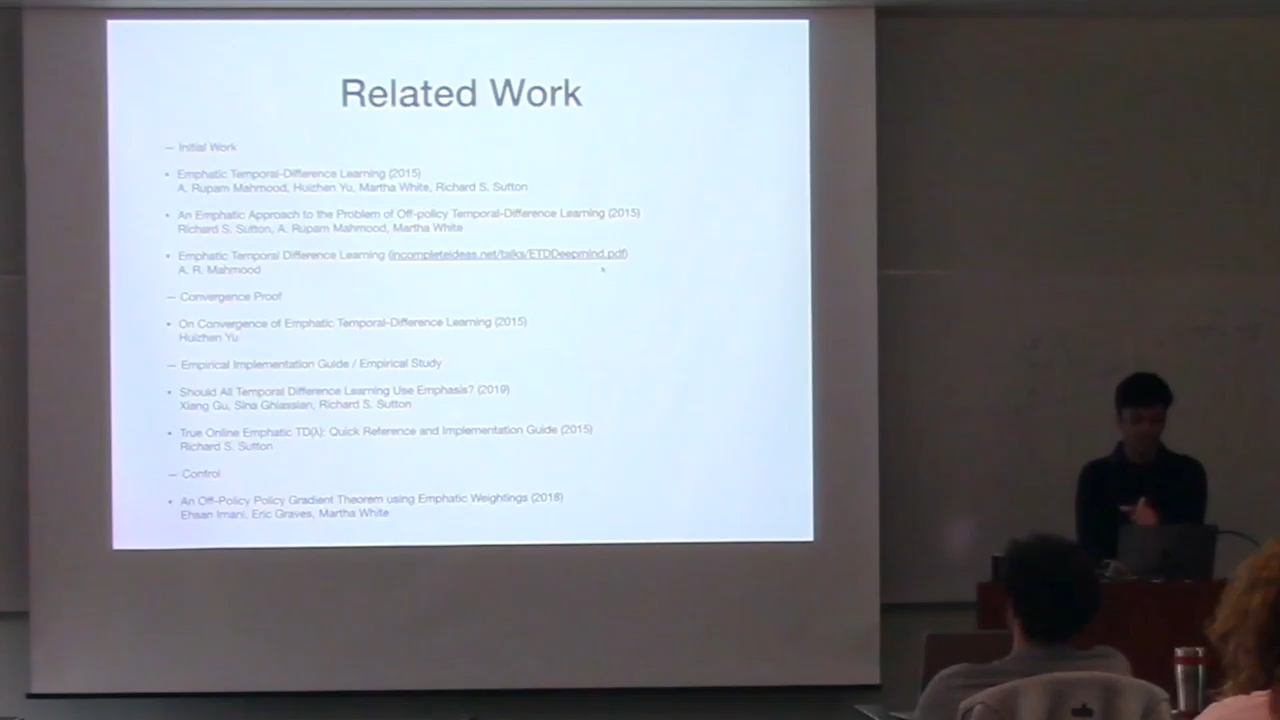 Related Work
— Initial Work
• Emphatic Temporal-Difference Learning (2015)
A. Rupam Mahmood, Huizhen Yu, Martha White, Richard S. Sutton
• An Emphatic Approach to the Problem of Off-policy Temporal-Difference Learning (2015)
Richard S. Sutton, A. Rupam Mahmood, Martha White
• Emphatic Temporal Difference Learning (incompleteideas.net/talks/ETDDeepmind.pdf)
A. R. Mahmood
— Convergence Proof
• On Convergence of Emphatic Temporal-Difference Learning (2015)
Huizhen Yu
— Empirical Implementation Guide / Empirical Study
• Should All Temporal Difference Learning Use Emphasis? (2019)
Xiang Gu, Sina Ghiassian, Richard S. Sutton
• True Online Emphatic TD(λ): Quick Reference and Implementation Guide (2015)
Richard S. Sutton
— Control
• An Off-Policy Policy Gradient Theorem using Emphatic Weightings (2018)
Ehsan Imani, Eric Graves, Martha White